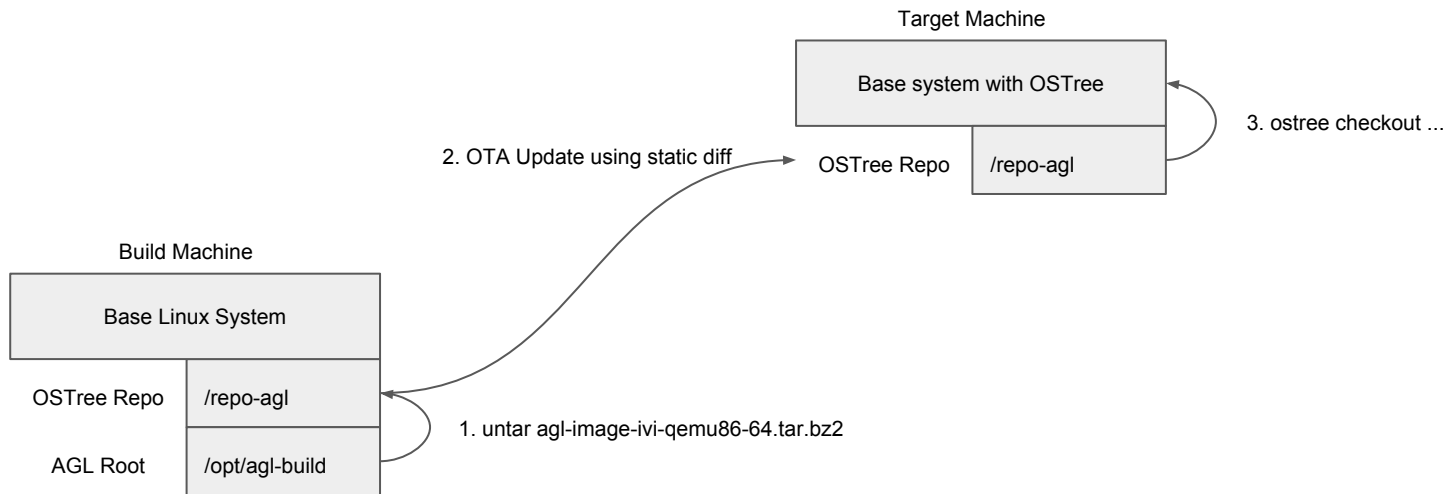 Target Machine
Base system with OSTree
3. ostree checkout ...
2. OTA Update using static diff
OSTree Repo
/repo-agl
Build Machine
Base Linux System
OSTree Repo
/repo-agl
1. untar agl-image-ivi-qemu86-64.tar.bz2
AGL Root
/opt/agl-build